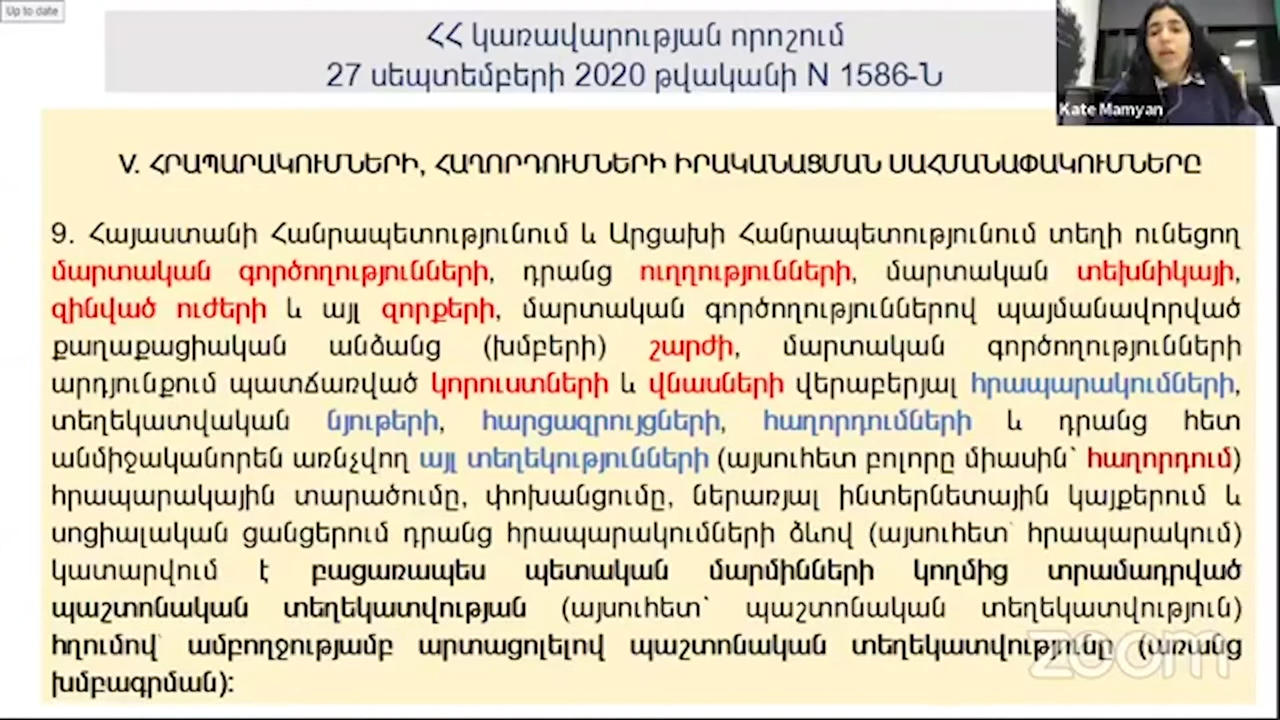 Up to date
ՀՀ կառավարության որոշում
27 սեպտեմբերի 2020 թվականի N 1586-Ն
Kate Mamyan
V. ՀՐԱՊԱՐԱԿՈՒՄՆԵՐԻ, ՀԱՂՈՐԴՈՒՄՆԵՐԻ ԻՐԱԿԱՆԱՑՄԱՆ ՍԱՀՄԱՆԱՓԱԿՈՒՄՆԵՐԸ
9. Հայաստանի Հանրապետությունում և Արցախի Հանրապետությունում տեղի ունեցող
մարտական գործողությունների, դրանց ուղղությունների, մարտական տեխնիկայի,
զինված ուժերի և այլ զորքերի, մարտական գործողություններով պայմանավորված
քաղաքացիական անձանց (խմբերի) շարժի, մարտական գործողությունների
արդյունքում պատճառված կորուստների և վնասների վերաբերյալ հրապարակումների,
տեղեկատվական նյութերի, հարցազրույցների, հաղորդումների և դրանց հետ
անմիջականորեն առնչվող այլ տեղեկությունների (այսուհետ բոլորը միասին՝ հաղորդում)
հրապարակային տարածումը, փոխանցումը, ներառյալ ինտերնետային կայքերում և
սոցիալական ցանցերում դրանց հրապարակումների ձևով (այսուհետ՝ հրապարակում)
կատարվում է բացառապես պետական մարմինների կողմից տրամադրված
պաշտոնական տեղեկատվության (այսուհետ՝ պաշտոնական տեղեկատվություն)
հղումով՝ ամբողջությամբ արտացոլելով պաշտոնական տեղեկատվությունը (առանց
խմբագրման)։
zoom